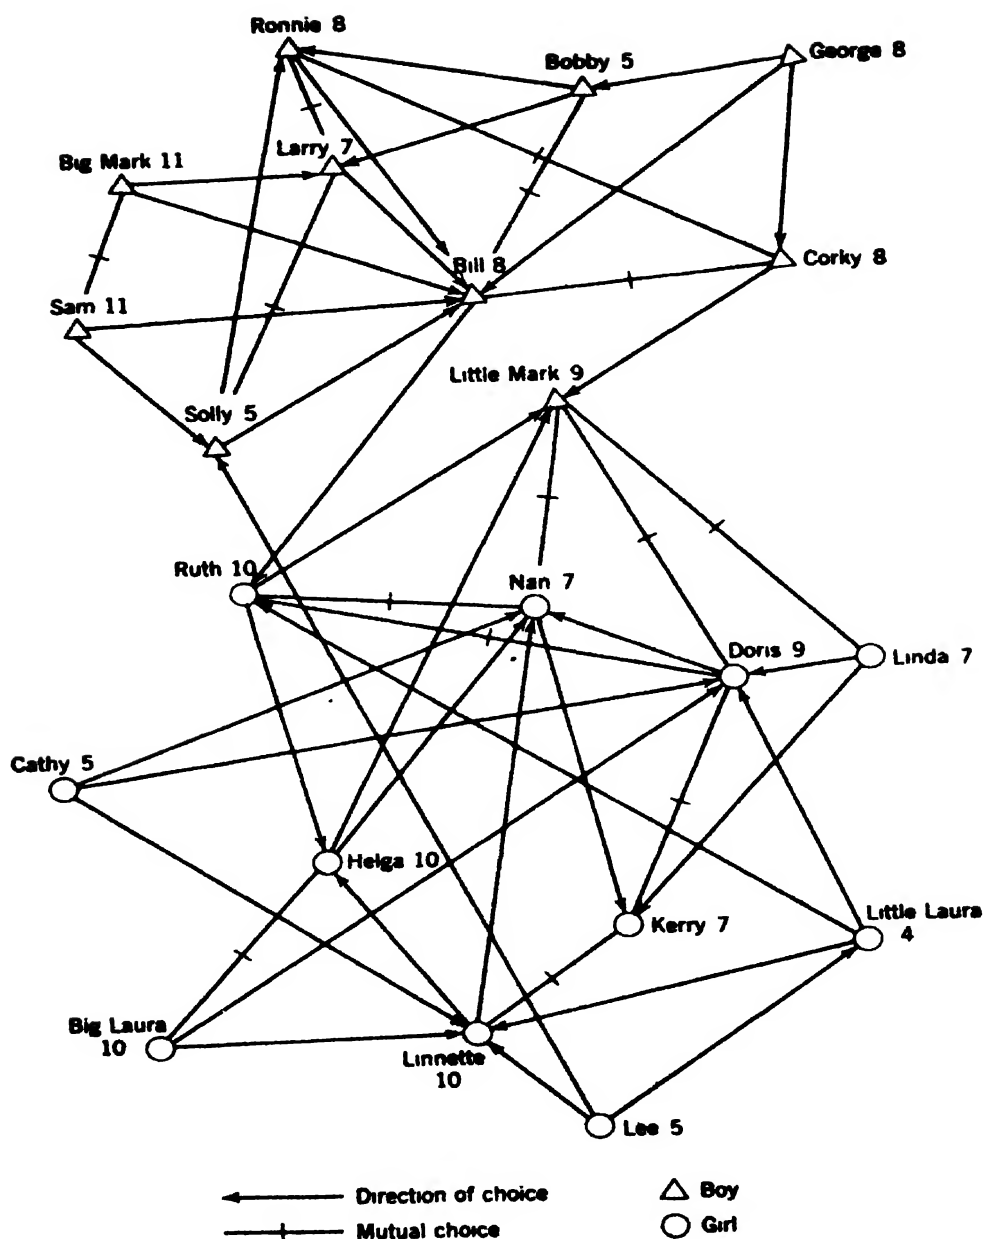 Ronnie 8
Bobby 5
George 8
Larry 7
Big Mark 11
Bill 8
Corky 8
Sam 11
Little Mark 9
Solly 5
Ruth 10
Nan 7
Doris 9
Linda 7
Cathy 5
Helga 10
Kerry 7
Little Laura
4
Big Laura
10
Linnette
10
Lee 5
Direction of choice
Boy
Mutual choice
Girl